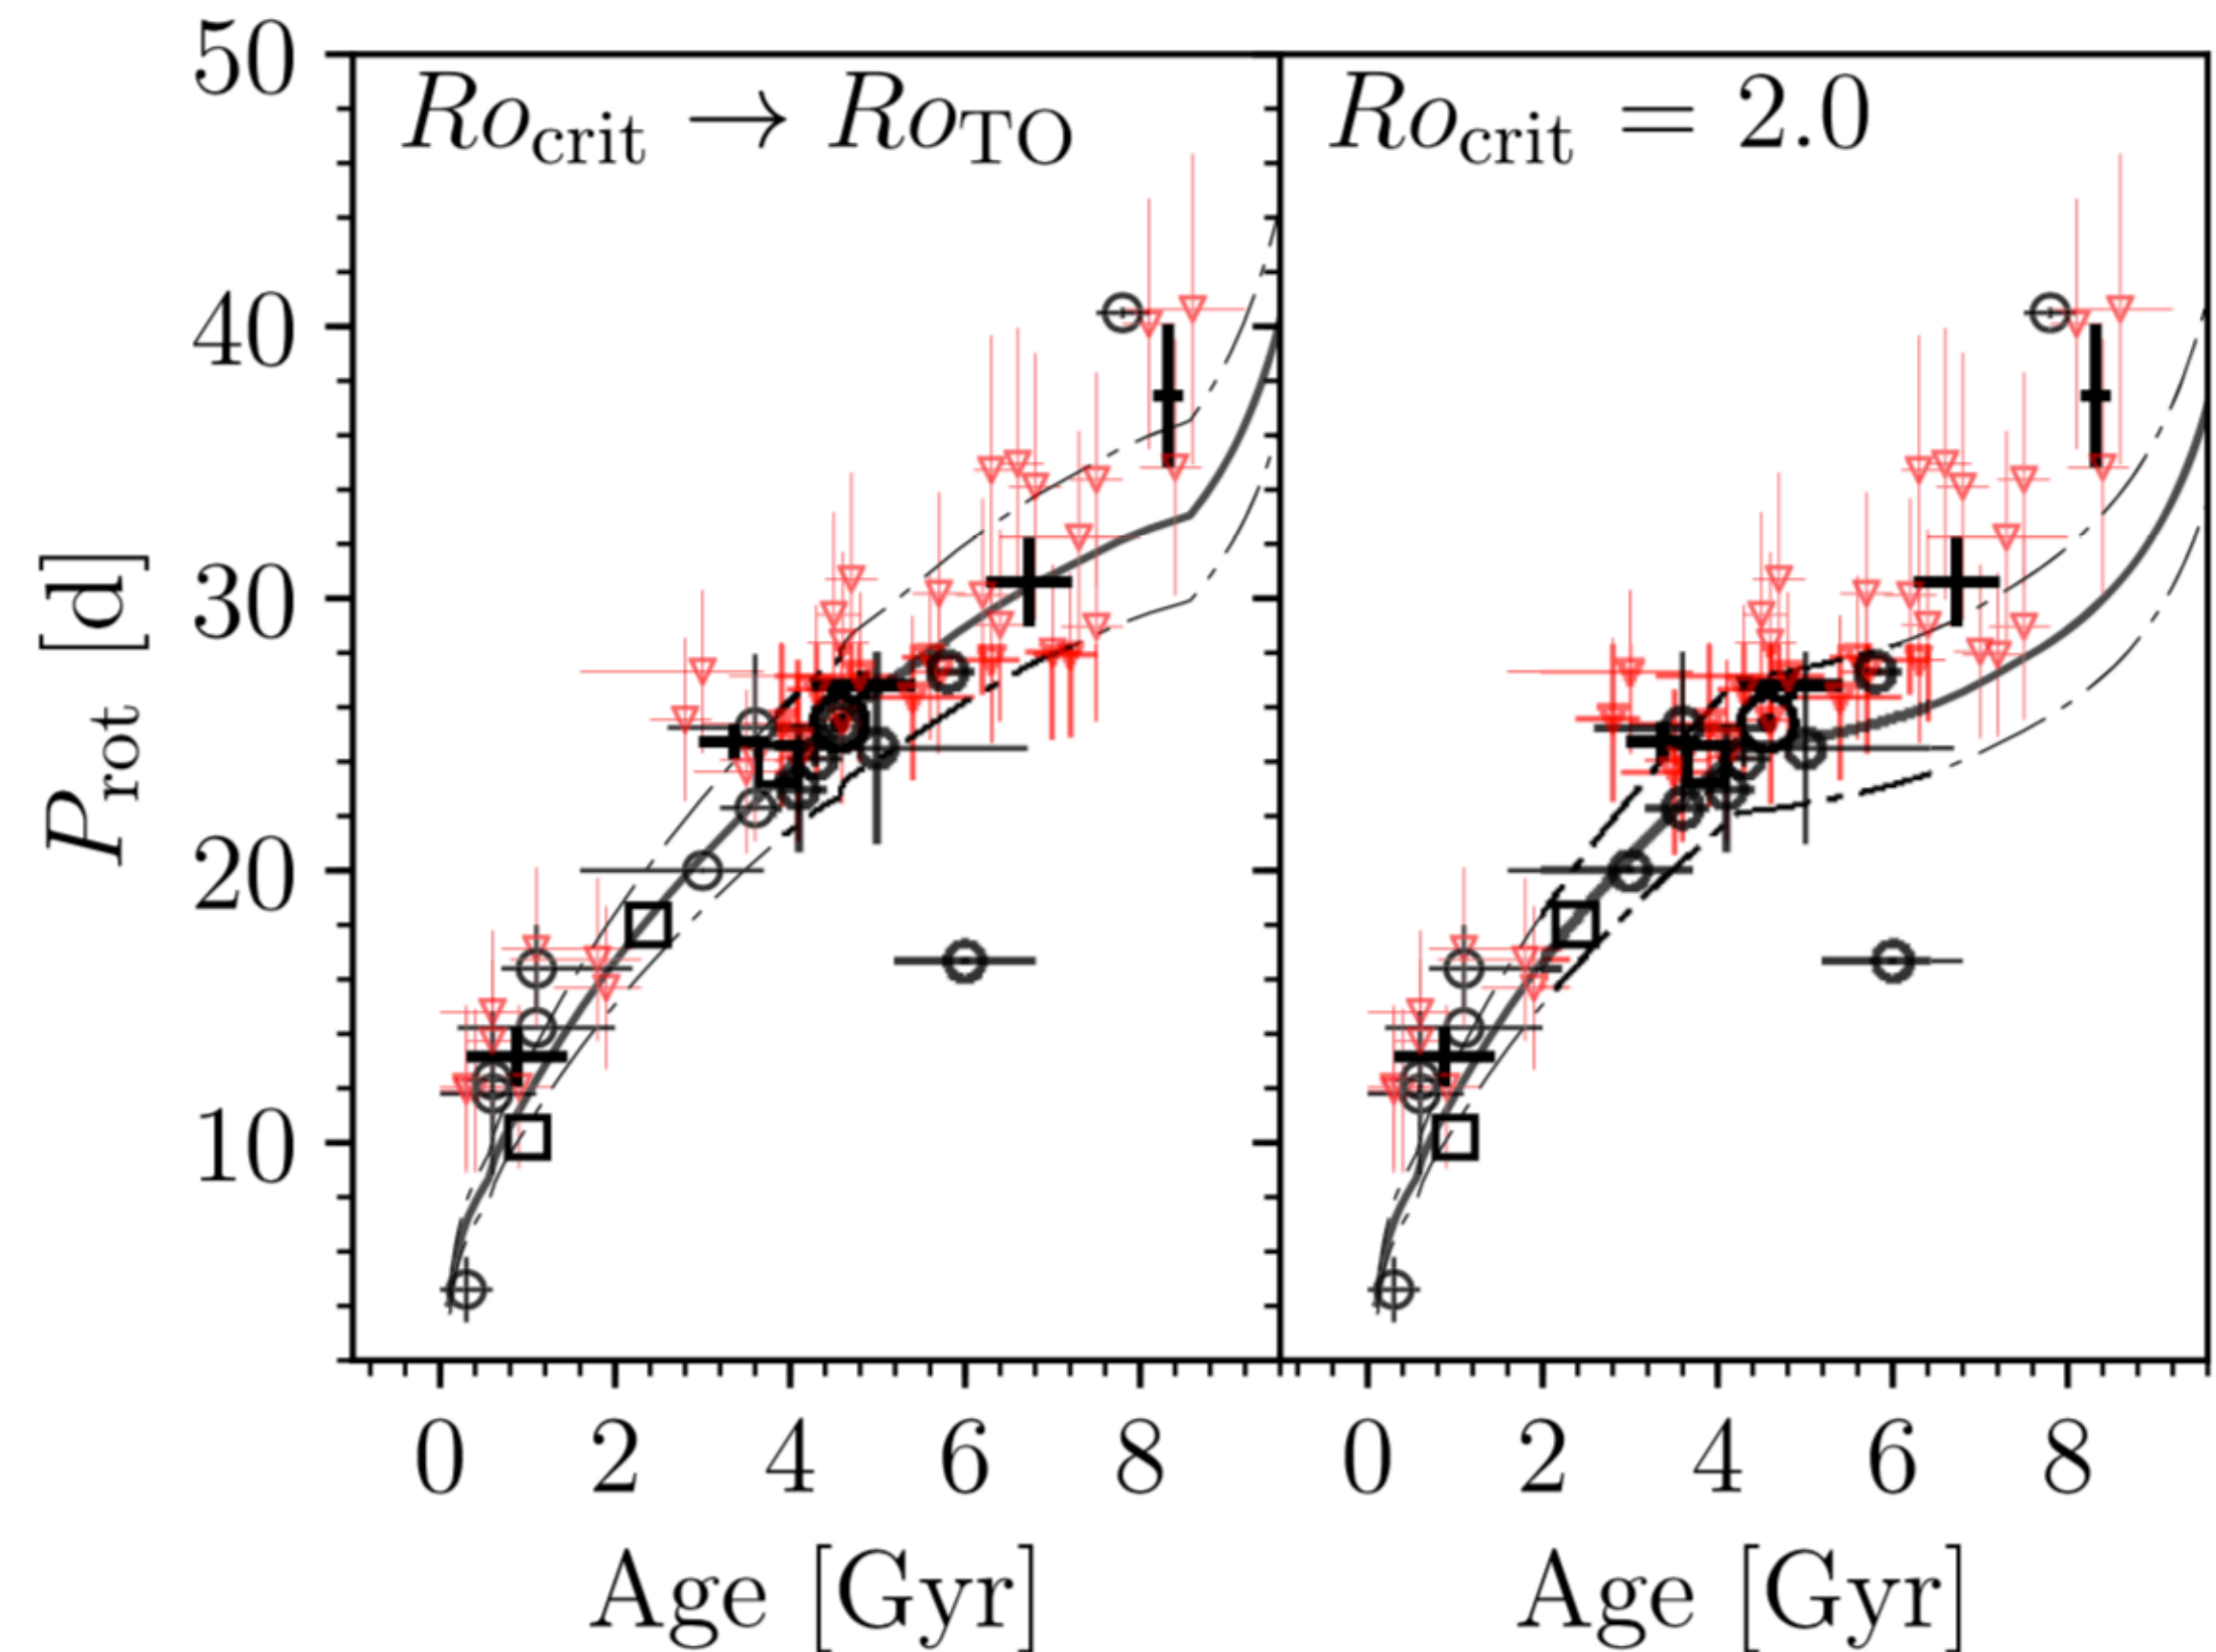 Ro_crit → Ro_TO
Ro_crit = 2.0
50
40
30
20
10
P_rot [d]
0 2 4 6 8
0 2 4 6 8
Age [Gyr]
Age [Gyr]